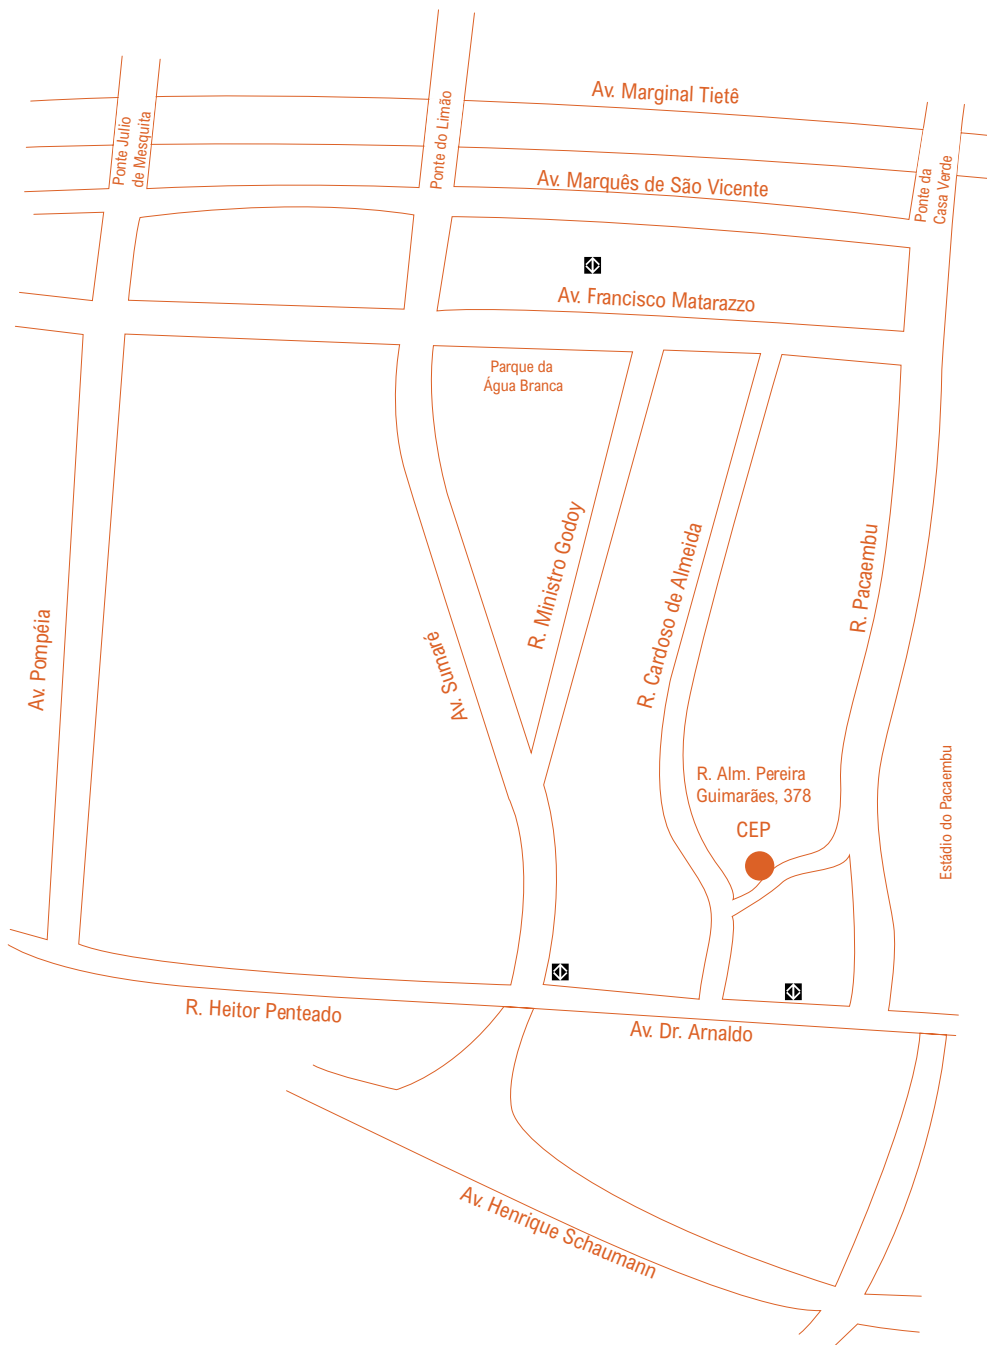 Av. Marginal Tietê
Ponte Julio
de Mesquita
Ponte do Limão
Ponte da
Casa Verde
Av. Marquês de São Vicente
Av. Francisco Matarazzo
Parque da
Água Branca
R. Ministro Godoy
R. Cardoso de Almeida
R. Pacaembu
Av. Pompéia
Av. Sumaré
R. Alm. Pereira
Guimarães, 378
CEP
Estádio do Pacaembu
R. Heitor Penteado
Av. Dr. Arnaldo
Av. Henrique Schaumann